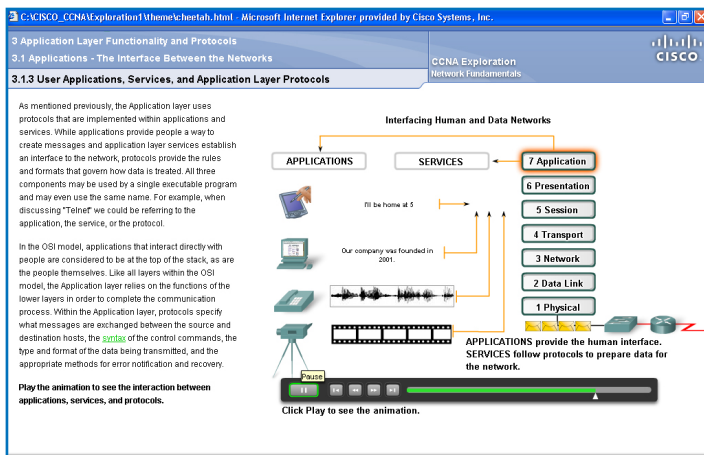 C:\CISCO_CCNA\Exploration1\theme\cheetah.html - Microsoft Internet Explorer provided by Cisco Systems, Inc.
3 Application Layer Functionality and Protocols
3.1 Applications - The Interface Between the Networks
3.1.3 User Applications, Services, and Application Layer Protocols
CCNA Exploration
Network Fundamentals
CISCO
As mentioned previously, the Application layer uses
protocols that are implemented within applications and
services. While applications provide people a way to
create messages and application layer services establish
an interface to the network, protocols provide the rules
and formats that govern how data is treated. All three
components may be used by a single executable program
and may even use the same name. For example, when
discussing "Telnet" we could be referring to the
application, the service, or the protocol.
In the OSI model, applications that interact directly with
people are considered to be at the top of the stack, as are
the people themselves. Like all layers within the OSI
model, the Application layer relies on the functions of the
lower layers in order to complete the communication
process. Within the Application layer, protocols specify
what messages are exchanged between the source and
destination hosts, the syntax of the control commands, the
type and format of the data being transmitted, and the
appropriate methods for error notification and recovery.
Play the animation to see the interaction between
applications, services, and protocols.
Interfacing Human and Data Networks
APPLICATIONS
SERVICES
7 Application
6 Presentation
5 Session
4 Transport
3 Network
2 Data Link
1 Physical
I'll be home at 5
Our company was founded in
2001.
APPLICATIONS provide the human interface.
SERVICES follow protocols to prepare data for
the network.
Pause
Click Play to see the animation.